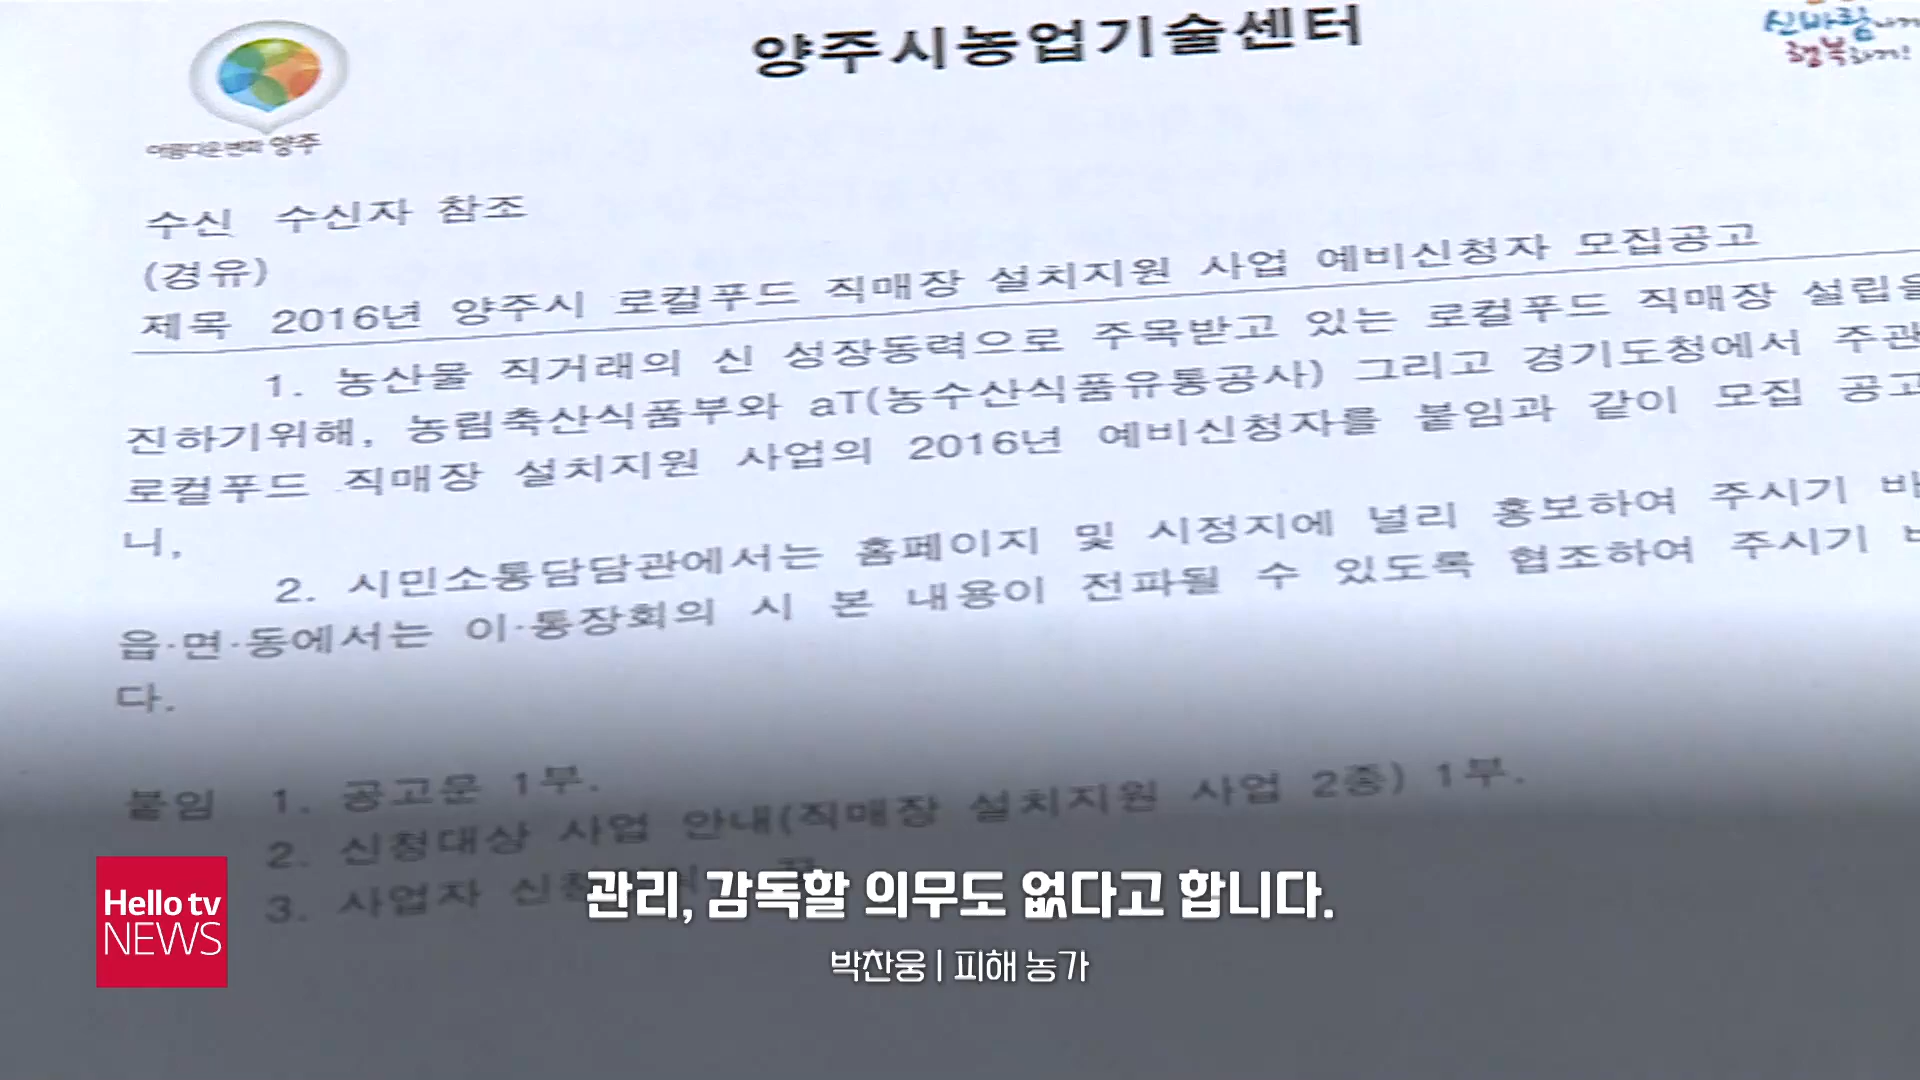 양주시농업기술센터
신바람나게
행복하게!
아름다운변화 양주
수신 수신자 참조
(경유)
제목 2016년 양주시 로컬푸드 직매장 설치지원 사업 예비신청자 모집공고
1. 농산물 직거래의 신 성장동력으로 주목받고 있는 로컬푸드 직매장 설립을
진하기위해, 농림축산식품부와 aT(농수산식품유통공사) 그리고 경기도청에서 주관
로컬푸드 직매장 설치지원 사업의 2016년 예비신청자를 붙임과 같이 모집 공고
니,
2. 시민소통담담관에서는 홈페이지 및 시정지에 널리 홍보하여 주시기 바
읍·면·동에서는 이·통장회의 시 본 내용이 전파될 수 있도록 협조하여 주시기
다.
붙임 1. 공고문 1부.
2. 신청대상 사업 안내(직매장 설치지원 사업 2종) 1부.
3. 사업자 신청
관리, 감독할 의무도 없다고 합니다.
박찬웅 | 피해 농가
Hello tv
NEWS